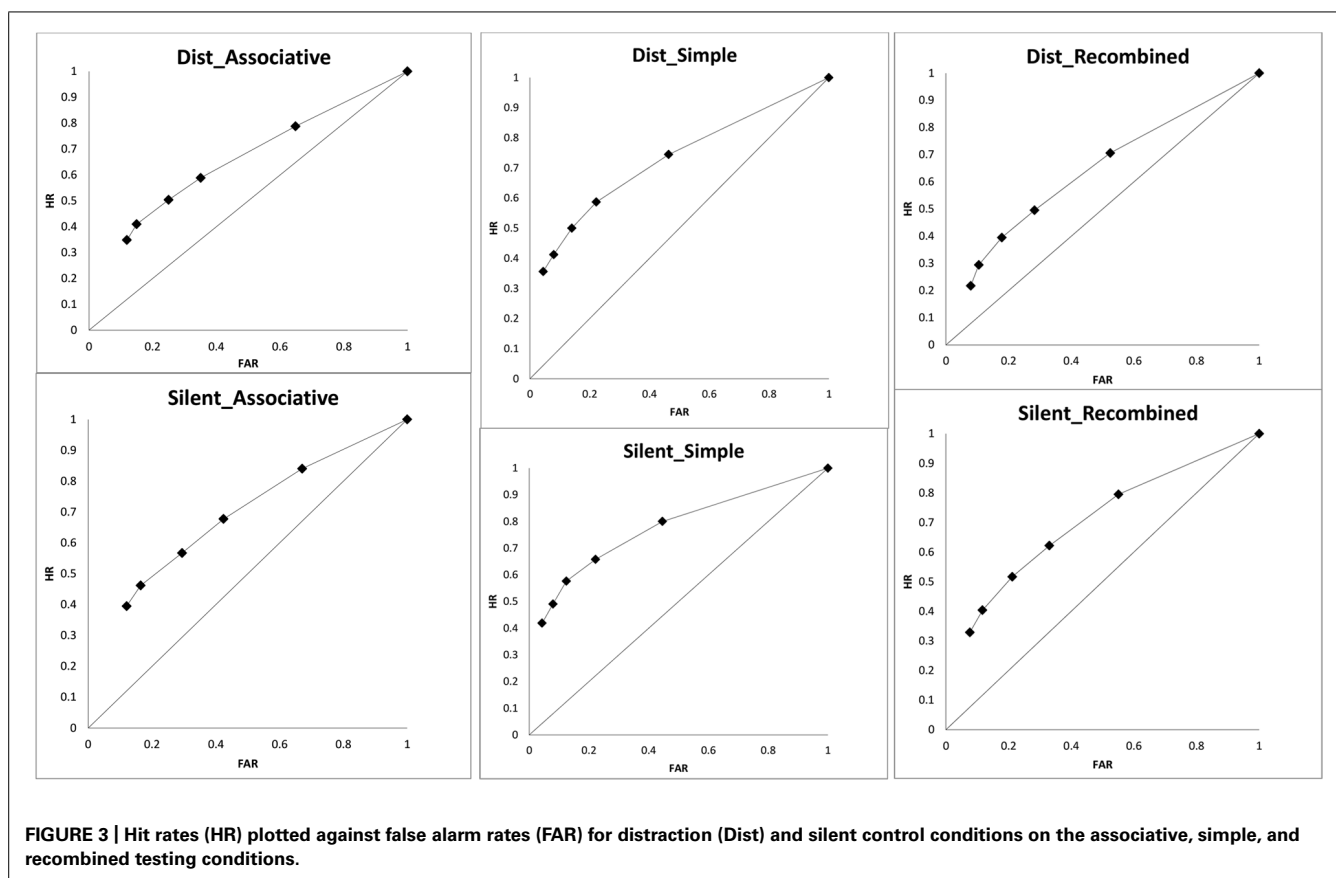 Dist_Associative
1
0.9
0.8
0.7
0.6
0.5
0.4
0.3
0.2
0.1
0
HR
0 0.2 0.4 0.6 0.8 1
FAR
Dist_Simple
1
0.9
0.8
0.7
0.6
0.5
0.4
0.3
0.2
0.1
0
HR
0 0.2 0.4 0.6 0.8 1
FAR
Dist_Recombined
1
0.9
0.8
0.7
0.6
0.5
0.4
0.3
0.2
0.1
0
HR
0 0.2 0.4 0.6 0.8 1
FAR
Silent_Associative
1
0.9
0.8
0.7
0.6
0.5
0.4
0.3
0.2
0.1
0
HR
0 0.2 0.4 0.6 0.8 1
FAR
Silent_Simple
1
0.9
0.8
0.7
0.6
0.5
0.4
0.3
0.2
0.1
0
HR
0 0.2 0.4 0.6 0.8 1
FAR
Silent_Recombined
1
0.9
0.8
0.7
0.6
0.5
0.4
0.3
0.2
0.1
0
HR
0 0.2 0.4 0.6 0.8 1
FAR
FIGURE 3 | Hit rates (HR) plotted against false alarm rates (FAR) for distraction (Dist) and silent control conditions on the associative, simple, and
recombined testing conditions.